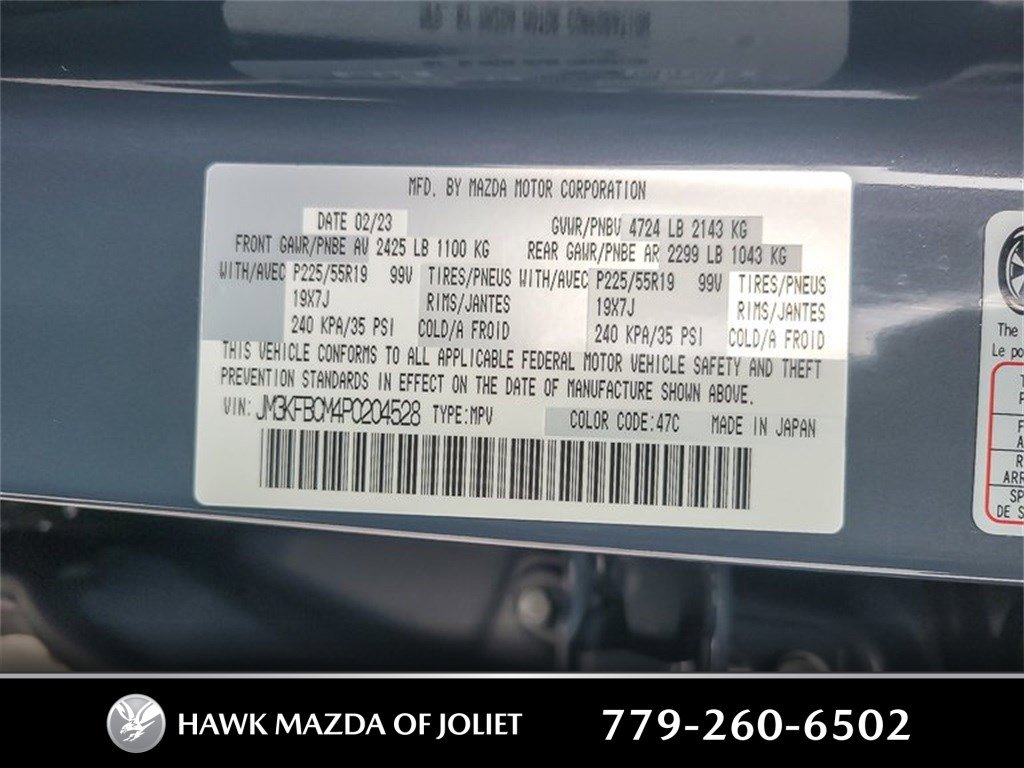 MFD. BY MAZDA MOTOR CORPORATION
DATE 02/23 GVWR/PNBV 4724 LB 2143 KG
FRONT GAWR/PNBE AV 2425 LB 1100 KG REAR GAWR/PNBE AR 2299 LB 1043 KG
WITH/AVEC P225/55R19 99V TIRES/PNEUS WITH/AVEC P225/55R19 99V TIRES/PNEUS
19X7J RIMS/JANTES 19X7J RIMS/JANTES
240 KPA/35 PSI COLD/A FROID 240 KPA/35 PSI COLD/A FROID
THIS VEHICLE CONFORMS TO ALL APPLICABLE FEDERAL MOTOR VEHICLE SAFETY AND THEFT
PREVENTION STANDARDS IN EFFECT ON THE DATE OF MANUFACTURE SHOWN ABOVE.
VIN: JM3KFBCM4P0204528 TYPE:MPV COLOR CODE:47C MADE IN JAPAN
The
Le
DE
HAWK MAZDA OF JOLIET 779-260-6502